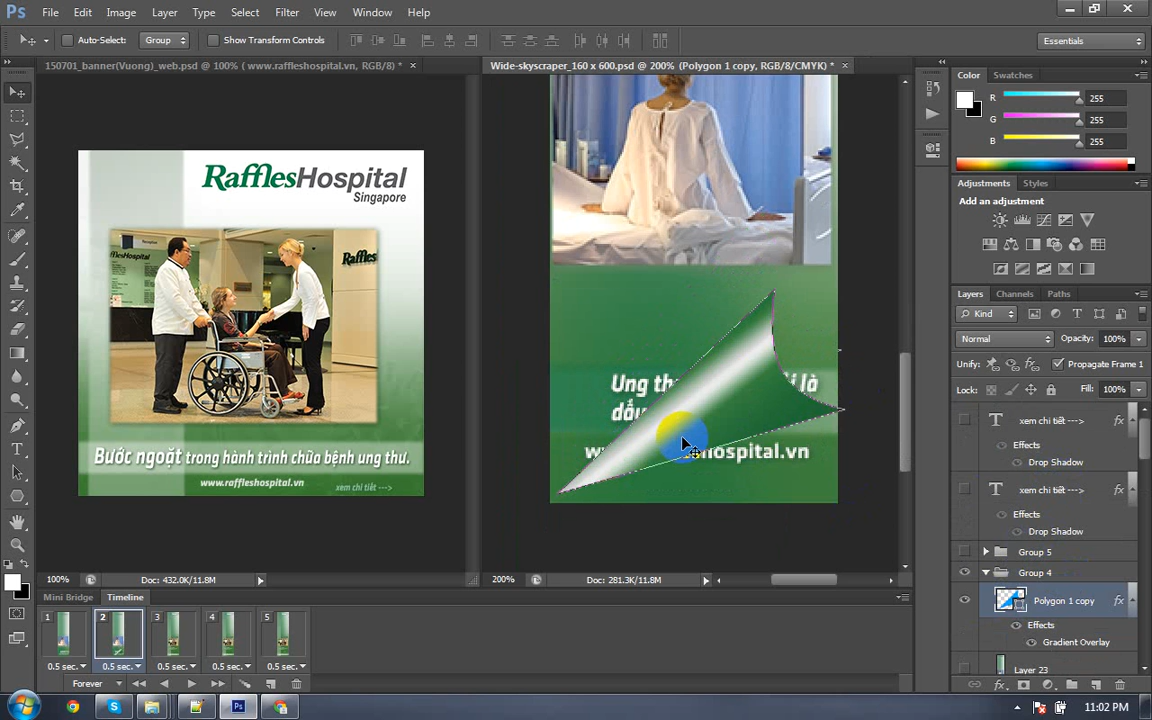 Ps File Edit Image Layer Type Select Filter View Window Help
Auto-Select: Group Show Transform Controls Essentials
150701_banner(Vuong)_web.psd @ 100% ( www.raffleshospital.vn, RGB/8) * ×
Wide-skyscraper_160 x 600.psd @ 200% (Polygon 1 copy, RGB/8/CMYK) * ×
RafflesHospital
Singapore
Bước ngoặt trong hành trình chữa bệnh ung thư.
www.raffleshospital.vn xem chi tiết --->
Ung th là
dấu
hospital.vn
100% Doc: 432.0K/11.8M
200% Doc: 281.3K/11.8M
Mini Bridge Timeline
1 2 3 4 5
0.5 sec. 0.5 sec. 0.5 sec. 0.5 sec. 0.5 sec.
Forever
Color Swatches
R 255
G 255
B 255
Adjustments Styles
Add an adjustment
Layers Channels Paths
Kind
Normal Opacity: 100%
Unify: Propagate Frame 1
Lock: Fill: 100%
T xem chi tiết ---> fx
Effects
Drop Shadow
T xem chi tiết ---> fx
Effects
Drop Shadow
Group 5
Group 4
Polygon 1 copy fx
Effects
Gradient Overlay
Layer 23
11:02 PM